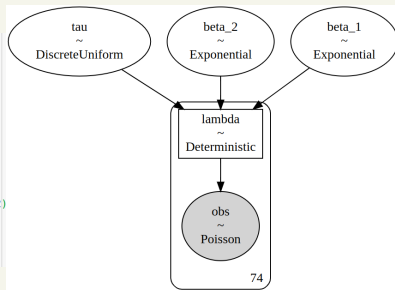 tau
~
DiscreteUniform
beta_2
~
Exponential
beta_1
~
Exponential
lambda
~
Deterministic
)
obs
~
Poisson
74